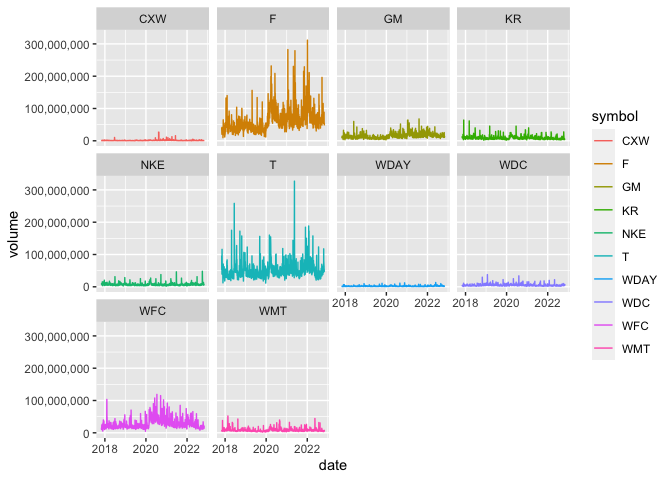 CXW F GM KR
300,000,000
200,000,000
100,000,000
0
NKE T WDAY WDC
300,000,000
200,000,000
100,000,000
0
2018 2020 2022 2018 2020 2022
WFC WMT
300,000,000
200,000,000
100,000,000
0
2018 2020 2022 2018 2020 2022
date
volume
symbol
CXW
F
GM
KR
NKE
T
WDAY
WDC
WFC
WMT